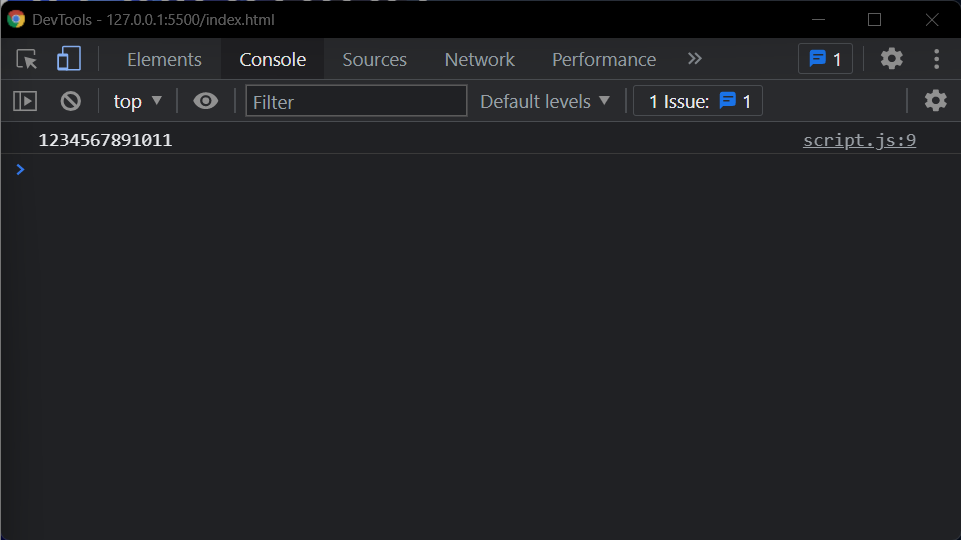 DevTools - 127.0.0.1:5500/index.html
Elements Console Sources Network Performance » 1
top ▼ Filter Default levels ▼ 1 Issue: 1
1234567891011 script.js:9
>